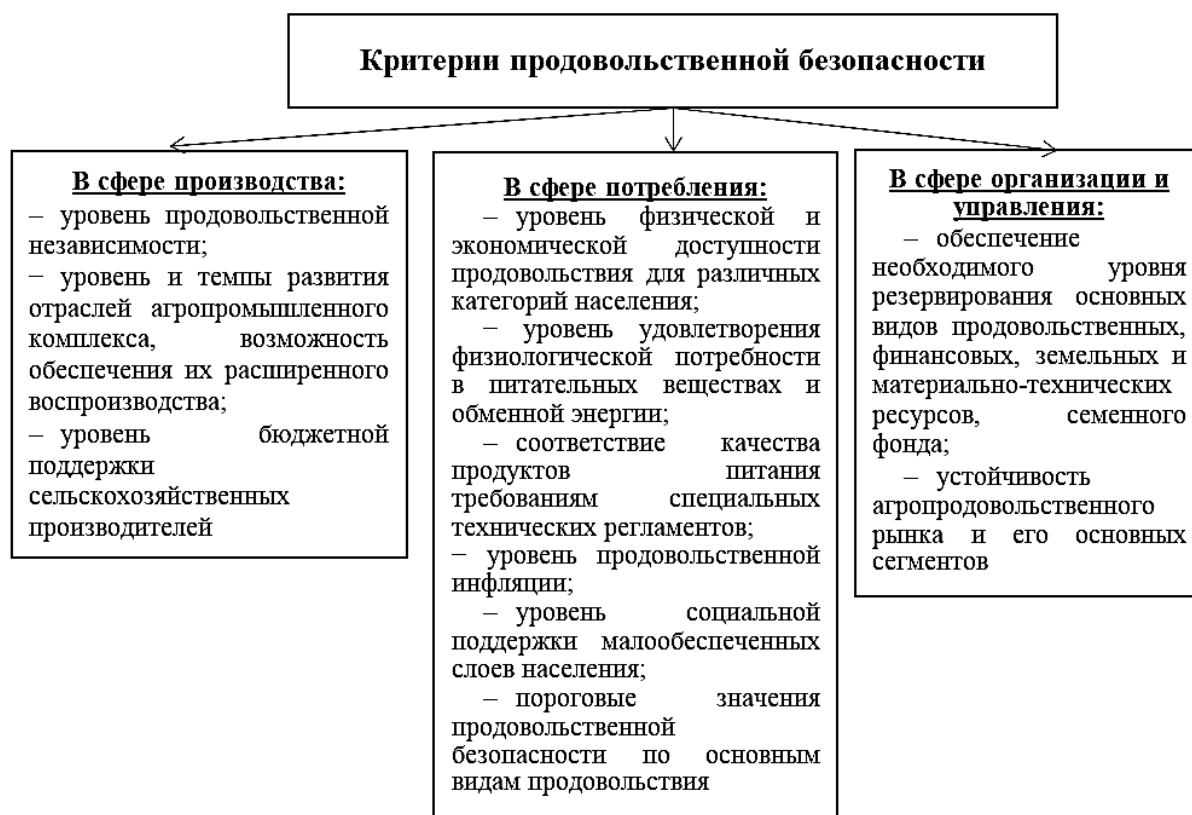 Критерии продовольственной безопасности
В сфере производства:
– уровень продовольственной
независимости;
– уровень и темпы развития
отраслей агропромышленного
комплекса, возможность
обеспечения их расширенного
воспроизводства;
– уровень бюджетной
поддержки
сельскохозяйственных
производителей
В сфере потребления:
– уровень физической и
экономической доступности
продовольствия для различных
категорий населения;
– уровень удовлетворения
физиологической потребности
в питательных веществах и
обменной энергии;
– соответствие качества
продуктов питания
требованиям специальных
технических регламентов;
– уровень продовольственной
инфляции;
– уровень социальной
поддержки малообеспеченных
слоев населения;
– пороговые значения
продовольственной
безопасности по основным
видам продовольствия
В сфере организации и
управления:
– обеспечение
необходимого уровня
резервирования основных
видов продовольственных,
финансовых, земельных и
материально-технических
ресурсов, семенного
фонда;
– устойчивость
агропродовольственного
рынка и его основных
сегментов